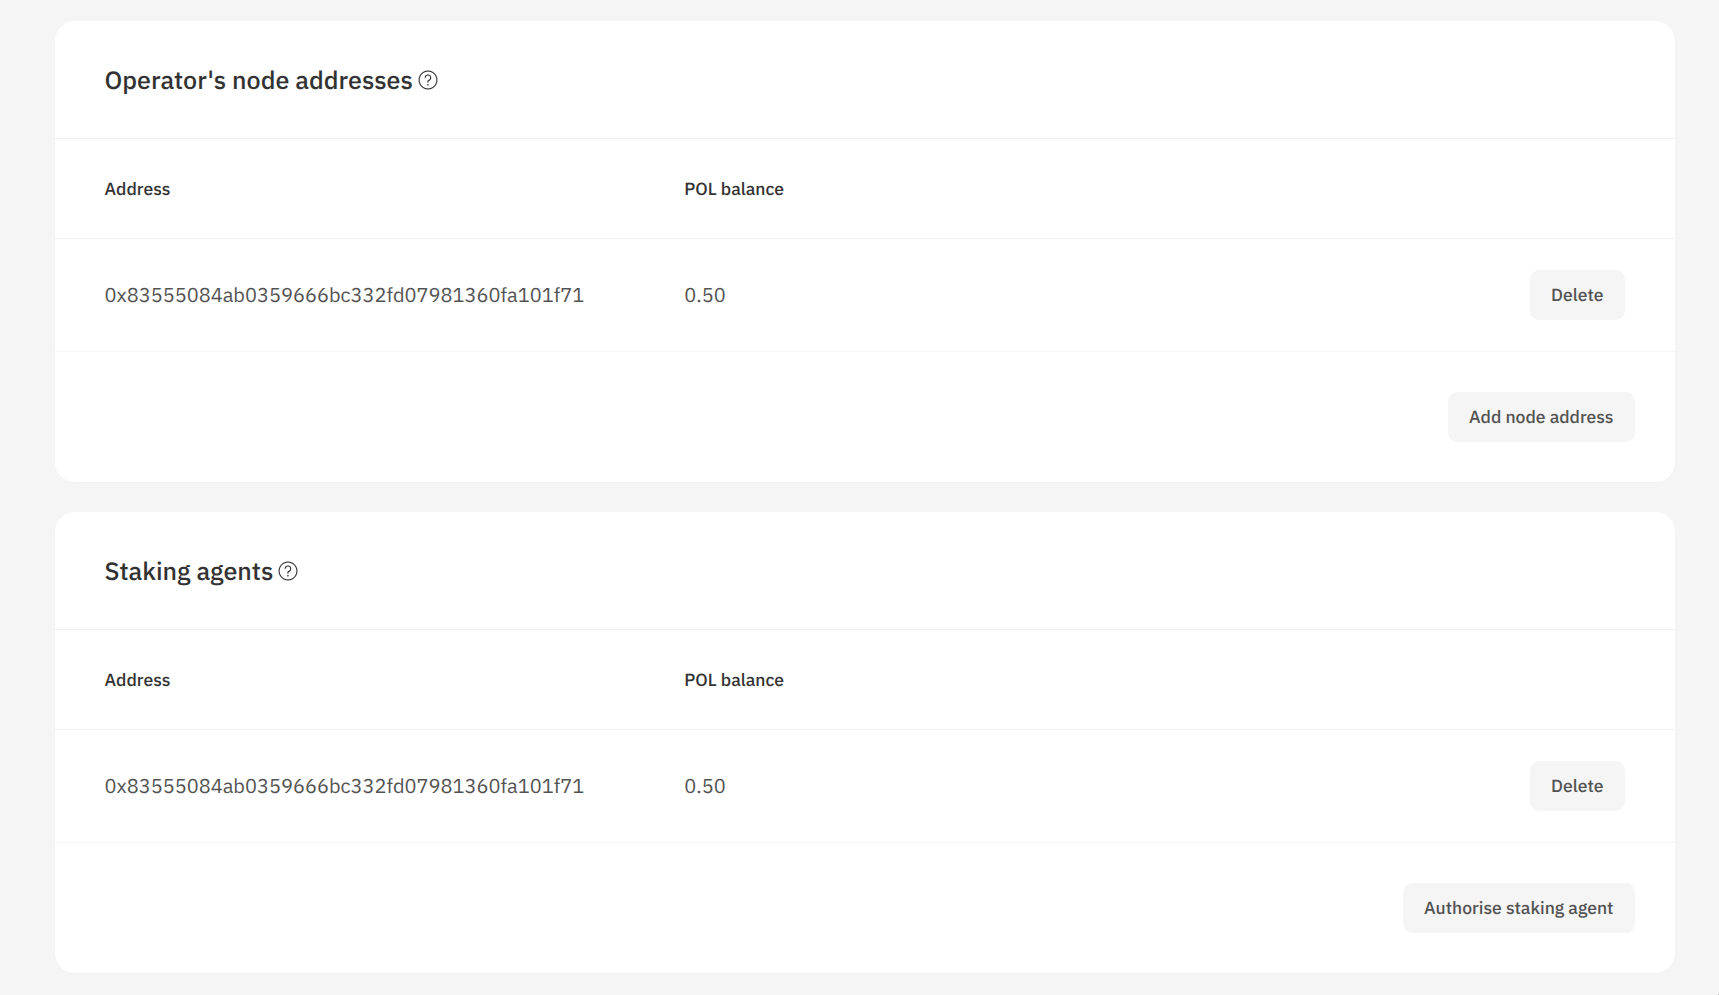 Operator's node addresses ?
Address POL balance
0x83555084ab0359666bc332fd07981360fa101f71 0.50 Delete
Add node address
Staking agents ?
Address POL balance
0x83555084ab0359666bc332fd07981360fa101f71 0.50 Delete
Authorise staking agent